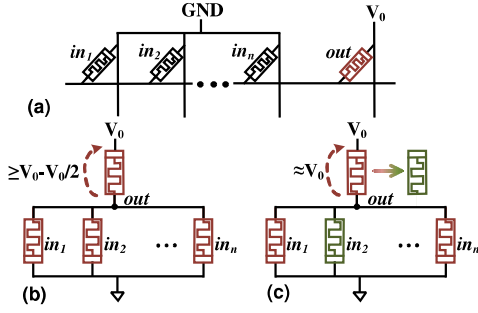 GND
V₀
in₁ in₂ inₙ out
(a)
V₀ V₀
≥V₀-V₀/2 ≈V₀
out out
in₁ in₂ ... inₙ in₁ in₂ ... inₙ
(b) (c)